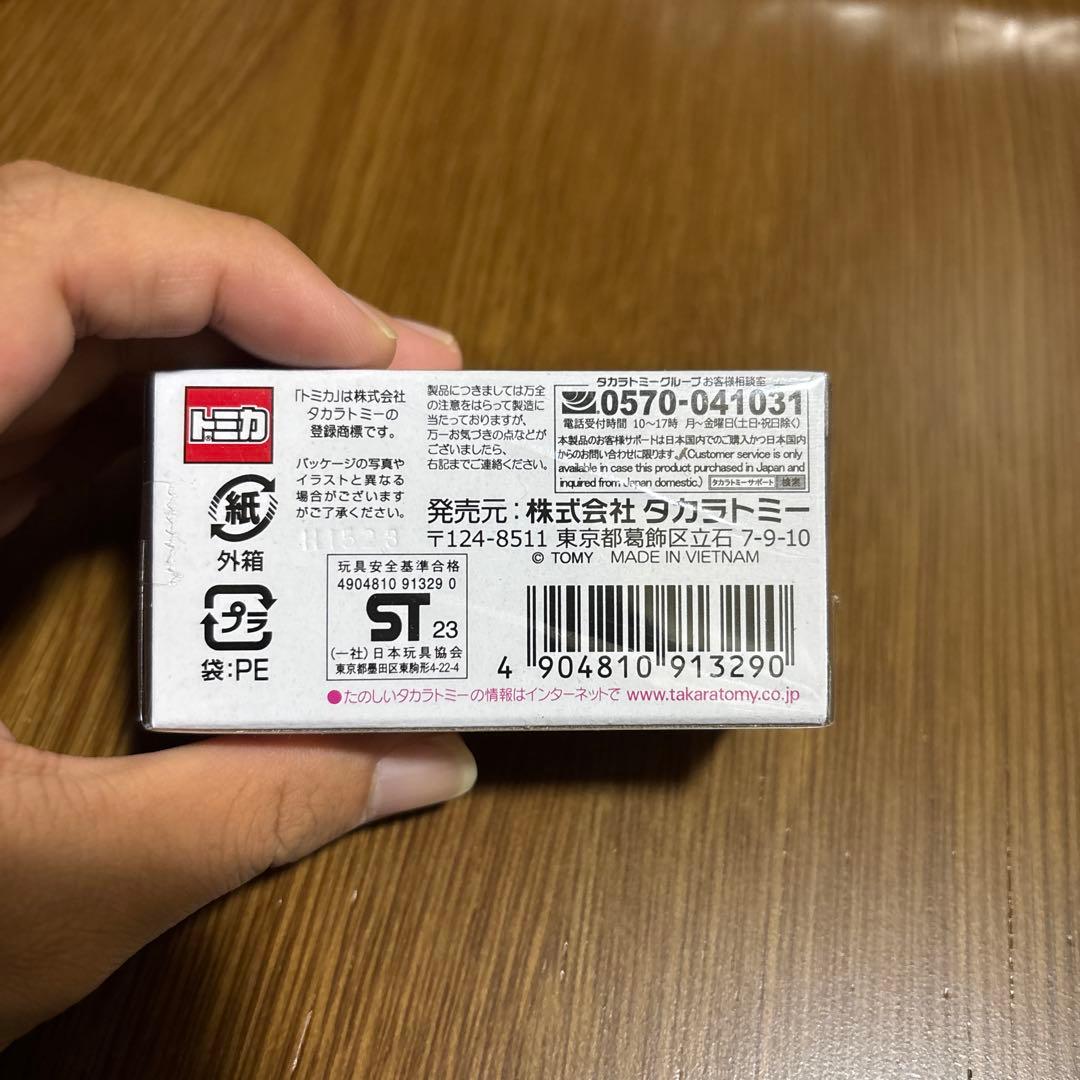 トミカ
「トミカ」は株式会社
タカラトミーの
登録商標です。
パッケージの写真や
イラストと異なる
場合がございます
がご了承ください。
製品につきましては万全
の注意をはらって製造に
当たっておりますが、
万一お気づきの点などが
ございましたら、
右記までご連絡ください。
タカラトミーグループお客様相談室
0570-041031
電話受付時間 10〜17時 月〜金曜日(土日・祝日除く)
本製品のお客様サポートは日本国内でのご購入かつ日本国内
からのお問い合わせに限ります。/(Customer service is only
available in case this product purchased in Japan and
inquired from Japan domestic.) タカラトミーサポート 検索
発売元:株式会社 タカラトミー
〒124-8511 東京都葛飾区立石 7-9-10
© TOMY MADE IN VIETNAM
紙
外箱
プラ
袋:PE
玩具安全基準合格
4904810 91329 0
ST 23
(一社)日本玩具協会
東京都墨田区東駒形4-22-4
4 904810 913290
●たのしいタカラトミーの情報はインターネットで www.takaratomy.co.jp